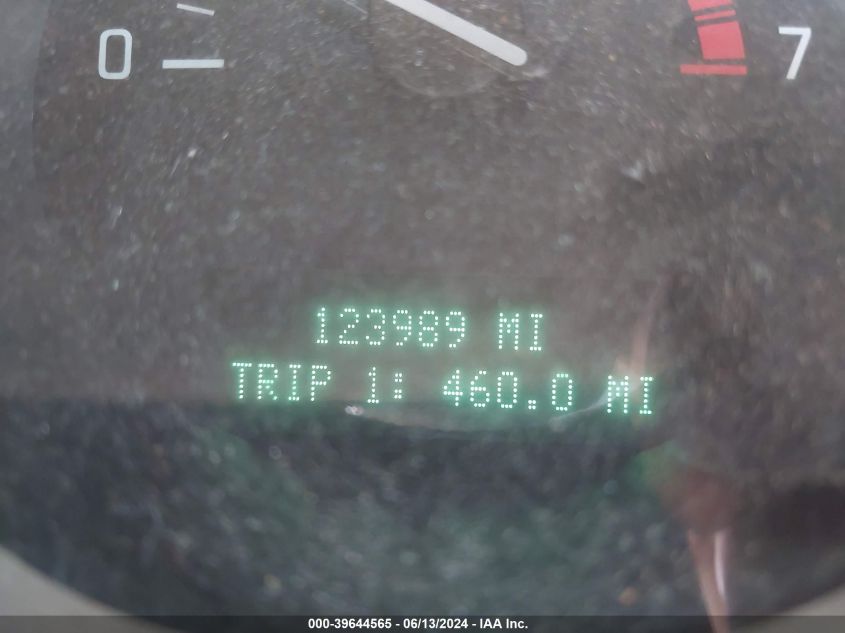 0 7
123989 MI
TRIP 1: 460.0 MI
000-39644565 - 06/13/2024 - IAA Inc.